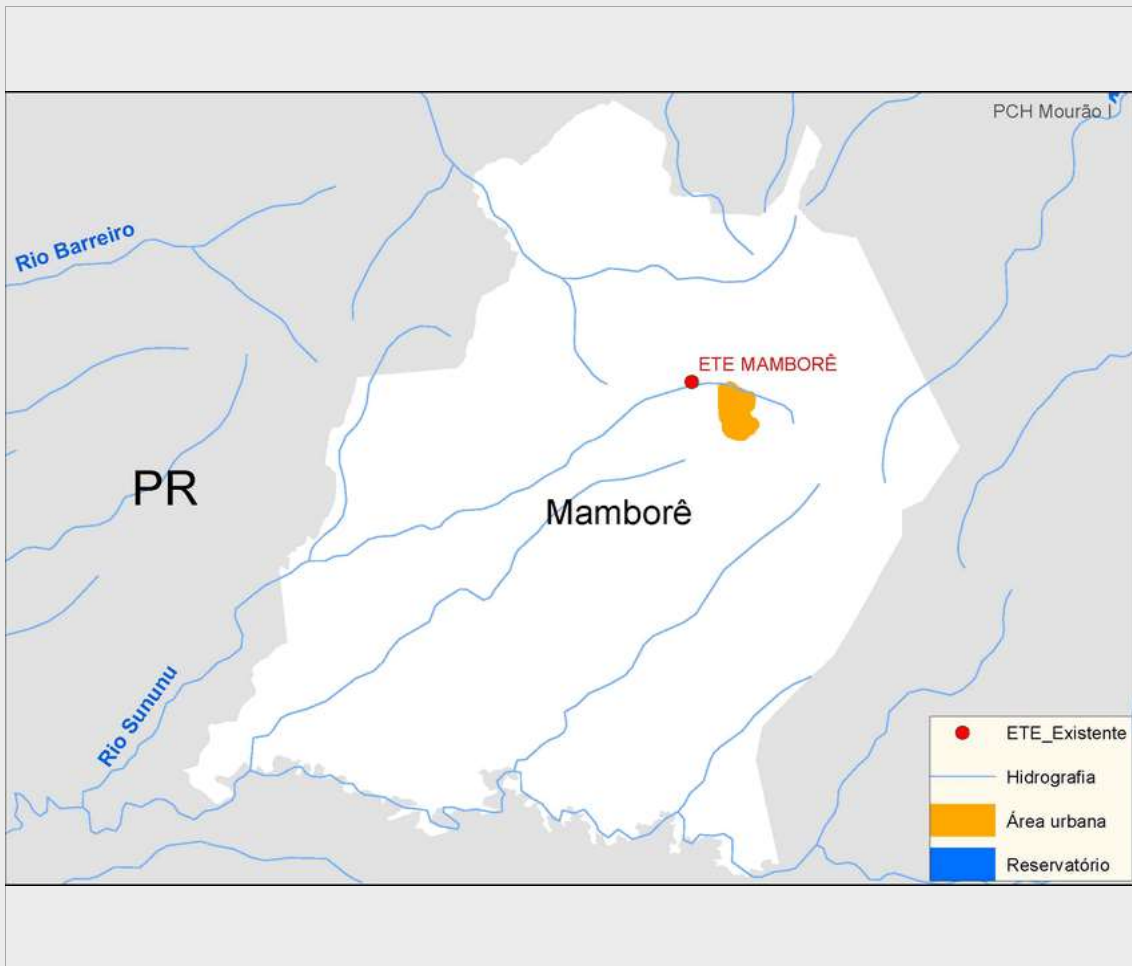 PCH Mourão I
Rio Barreiro
ETE MAMBORÊ
PR
Mamborê
Rio Sununu
ETE_Existente
Hidrografia
Área urbana
Reservatório